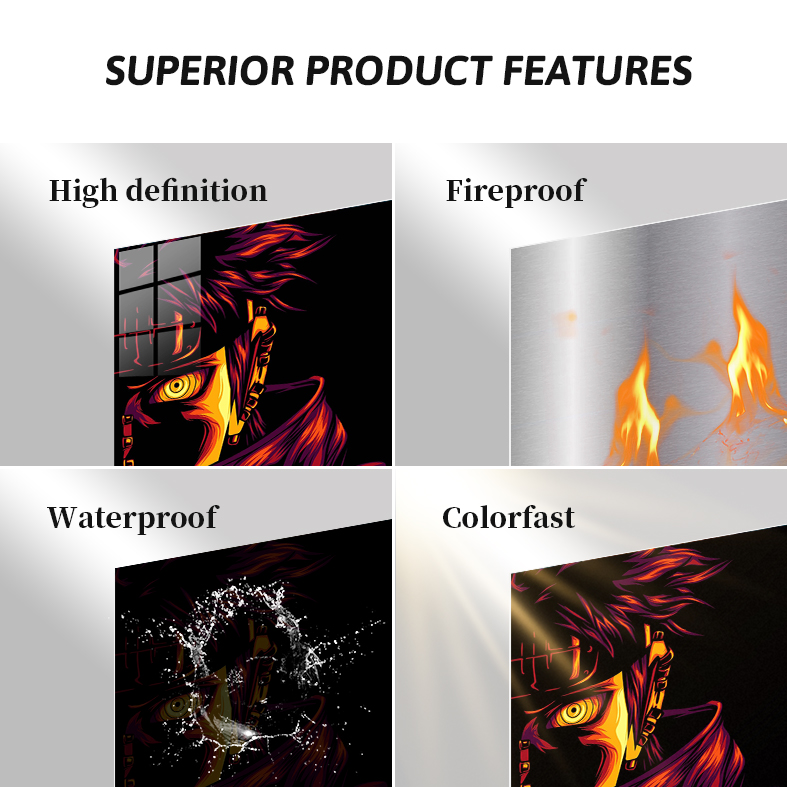 SUPERIOR PRODUCT FEATURES
High definition
Fireproof
Waterproof
Colorfast